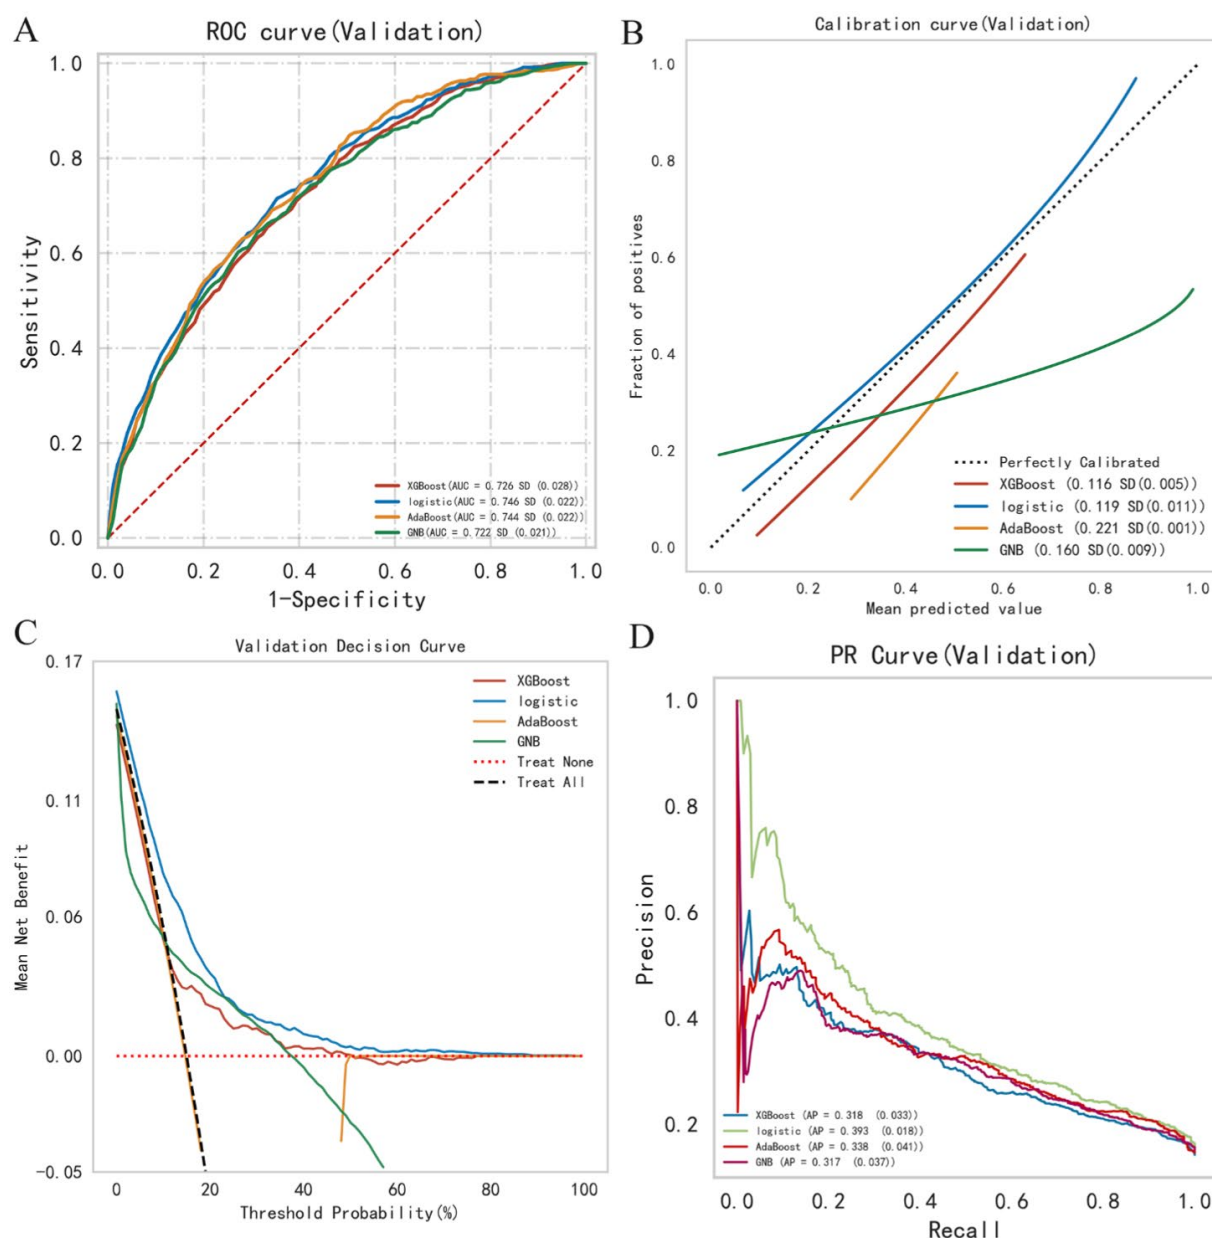 A
ROC curve(Validation)
1.0
0.8
0.6
0.4
0.2
0.0
Sensitivity
XGBoost(AUC = 0.726 SD (0.028))
logistic(AUC = 0.746 SD (0.022))
AdaBoost(AUC = 0.744 SD (0.022))
GNB(AUC = 0.722 SD (0.021))
0.0 0.2 0.4 0.6 0.8 1.0
1-Specificity
B
Calibration curve(Validation)
1.0
0.8
0.6
0.4
0.2
0.0
Fraction of positives
Perfectly Calibrated
XGBoost (0.116 SD(0.005))
logistic (0.119 SD(0.011))
AdaBoost (0.221 SD(0.001))
GNB (0.160 SD(0.009))
0.0 0.2 0.4 0.6 0.8 1.0
Mean predicted value
C
Validation Decision Curve
0.17
0.11
0.06
0.00
-0.05
Mean Net Benefit
XGBoost
logistic
AdaBoost
GNB
Treat None
Treat All
0 20 40 60 80 100
Threshold Probability(%)
D
PR Curve(Validation)
1.0
0.8
0.6
0.4
0.2
Precision
XGBoost (AP = 0.318 (0.033))
logistic (AP = 0.393 (0.018))
AdaBoost (AP = 0.338 (0.041))
GNB (AP = 0.317 (0.037))
0.0 0.2 0.4 0.6 0.8 1.0
Recall